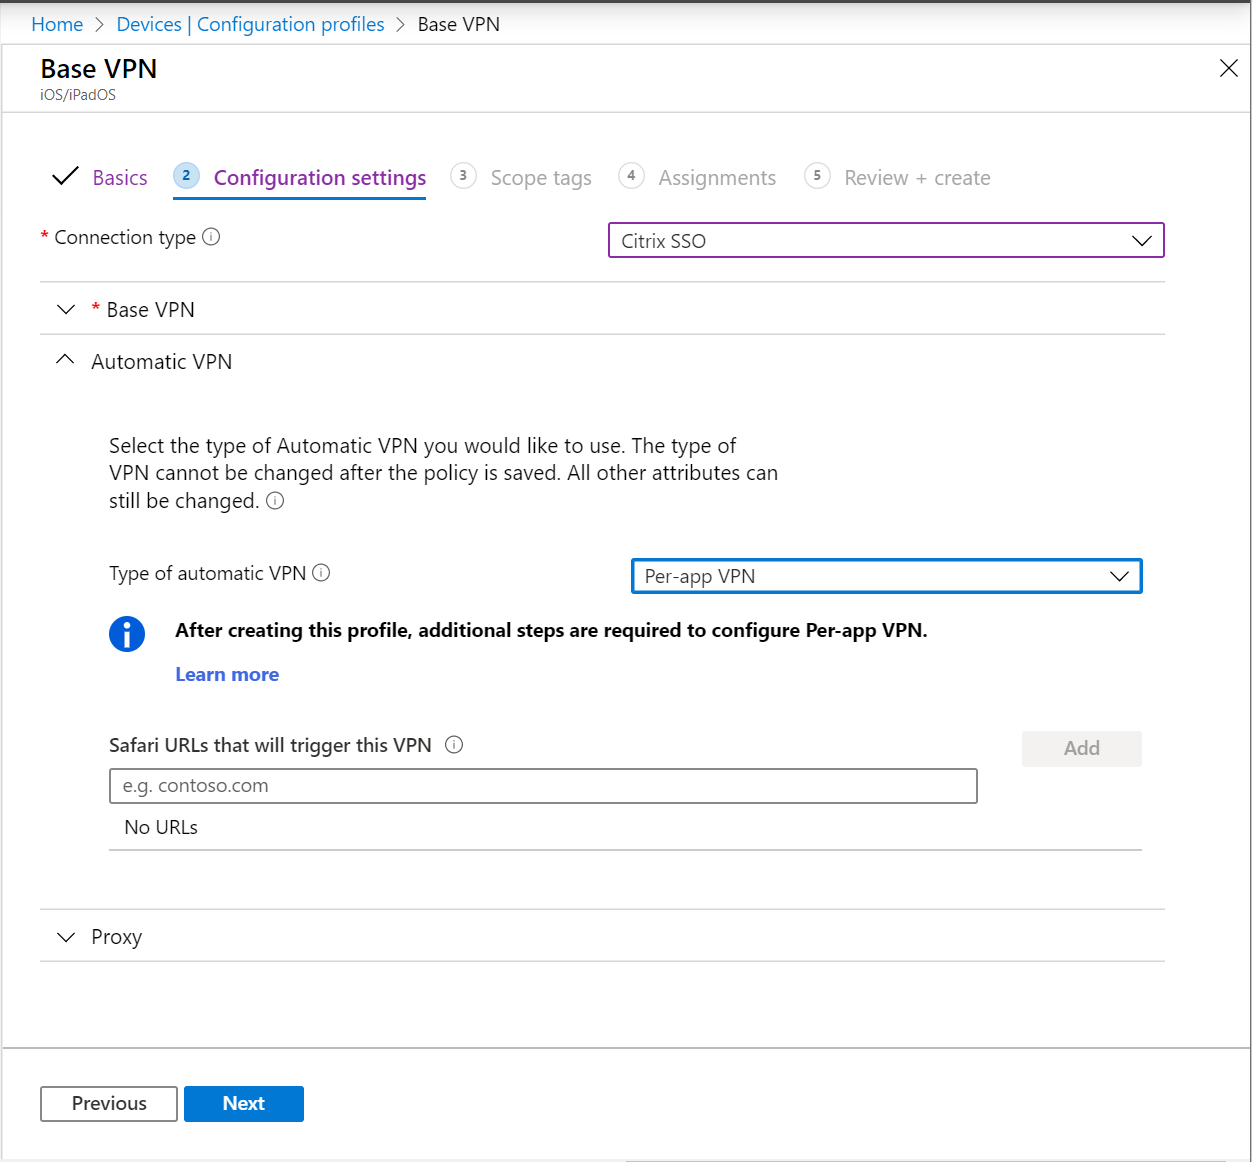 Home > Devices | Configuration profiles > Base VPN
Base VPN
iOS/iPadOS
Basics 2 Configuration settings 3 Scope tags 4 Assignments 5 Review + create
* Connection type
Citrix SSO
* Base VPN
Automatic VPN
Select the type of Automatic VPN you would like to use. The type of
VPN cannot be changed after the policy is saved. All other attributes can
still be changed.
Type of automatic VPN
Per-app VPN
After creating this profile, additional steps are required to configure Per-app VPN.
Learn more
Safari URLs that will trigger this VPN
Add
e.g. contoso.com
No URLs
Proxy
Previous Next